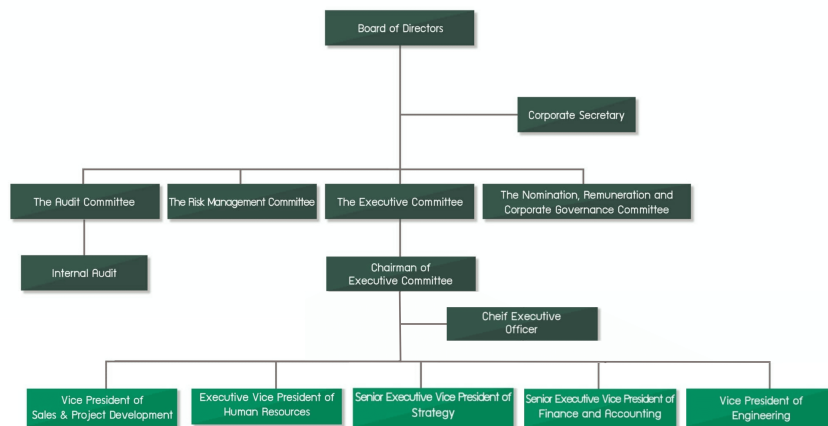 Board of Directors
Corporate Secretary
The Audit Committee
The Risk Management Committee
The Executive Committee
The Nomination, Remuneration and
Corporate Governance Committee
Internal Audit
Chairman of
Executive Committee
Cheif Executive
Officer
Vice President of
Sales & Project Development
Executive Vice President of
Human Resources
Senior Executive Vice President of
Strategy
Senior Executive Vice President of
Finance and Accounting
Vice President of
Engineering